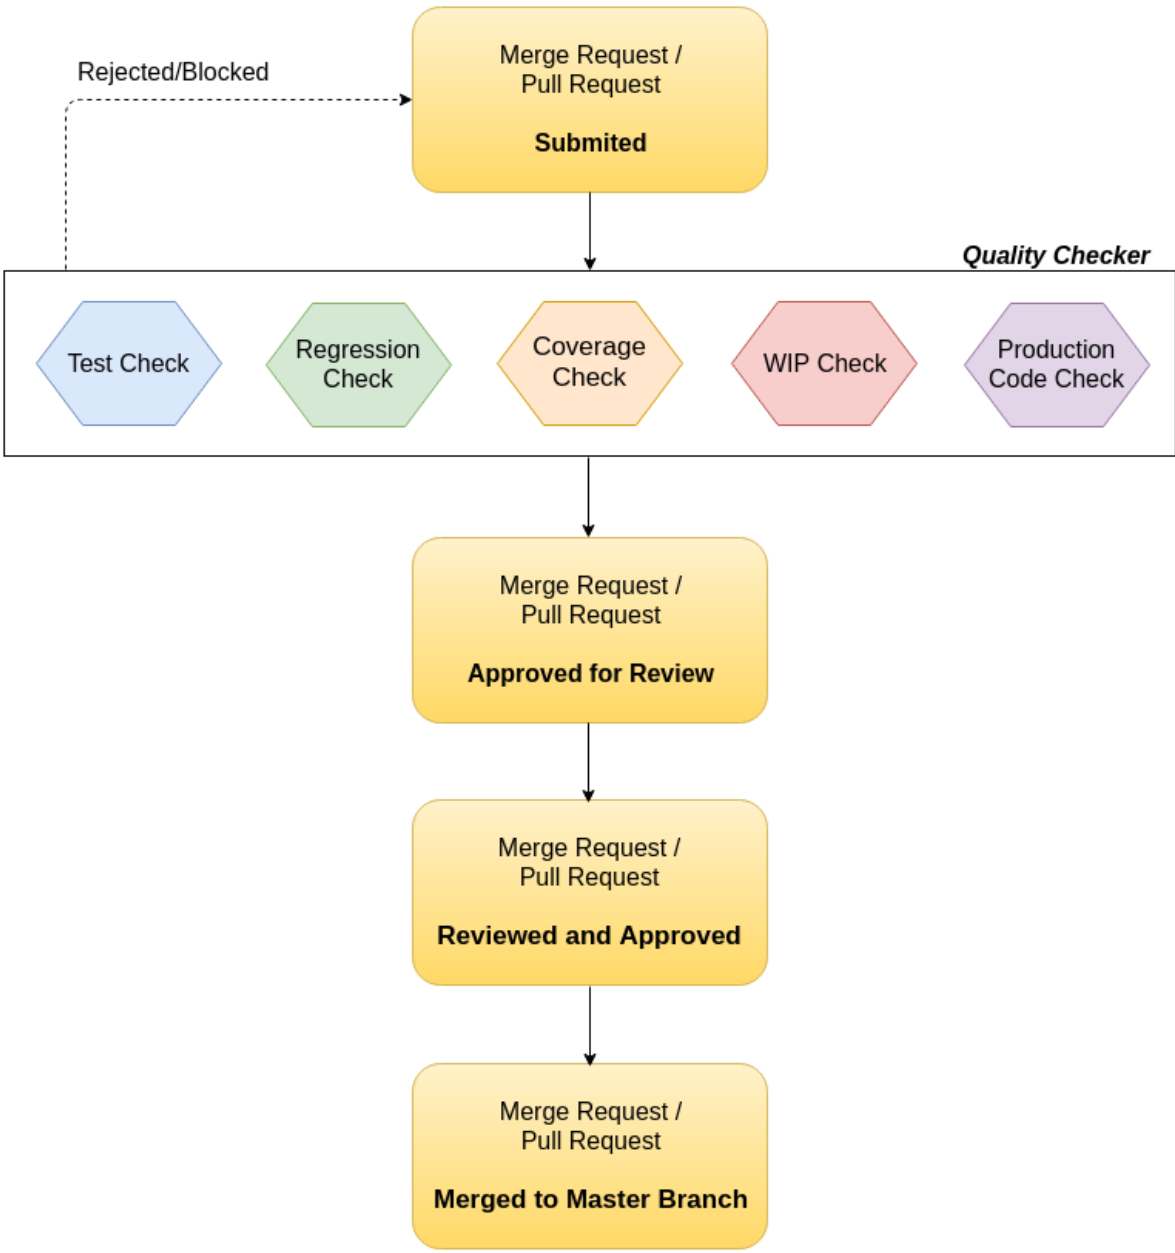 Merge Request /
Pull Request
Submited
Rejected/Blocked
Quality Checker
Test Check
Regression
Check
Coverage
Check
WIP Check
Production
Code Check
Merge Request /
Pull Request
Approved for Review
Merge Request /
Pull Request
Reviewed and Approved
Merge Request /
Pull Request
Merged to Master Branch